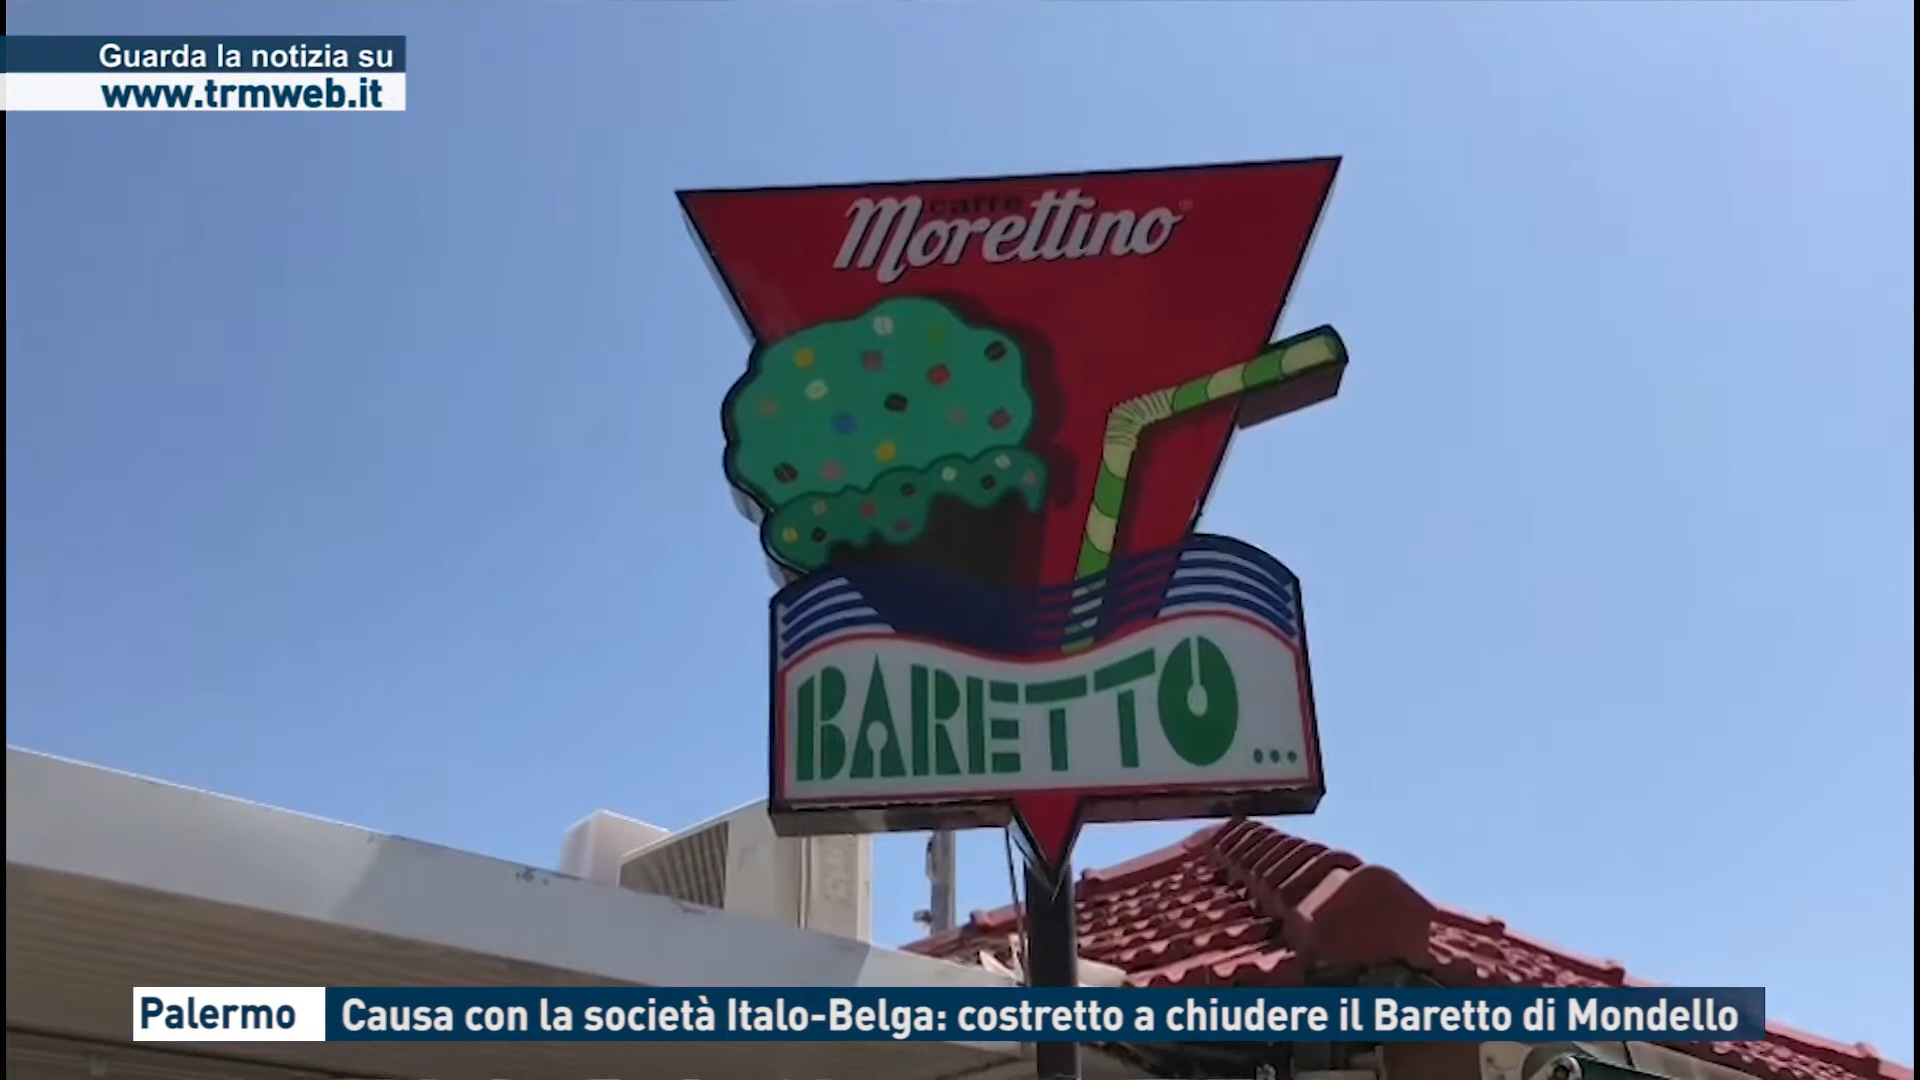 Guarda la notizia su
www.trmweb.it
caffè
Morettino®
BARETTO...
Palermo
Causa con la società Italo-Belga: costretto a chiudere il Baretto di Mondello